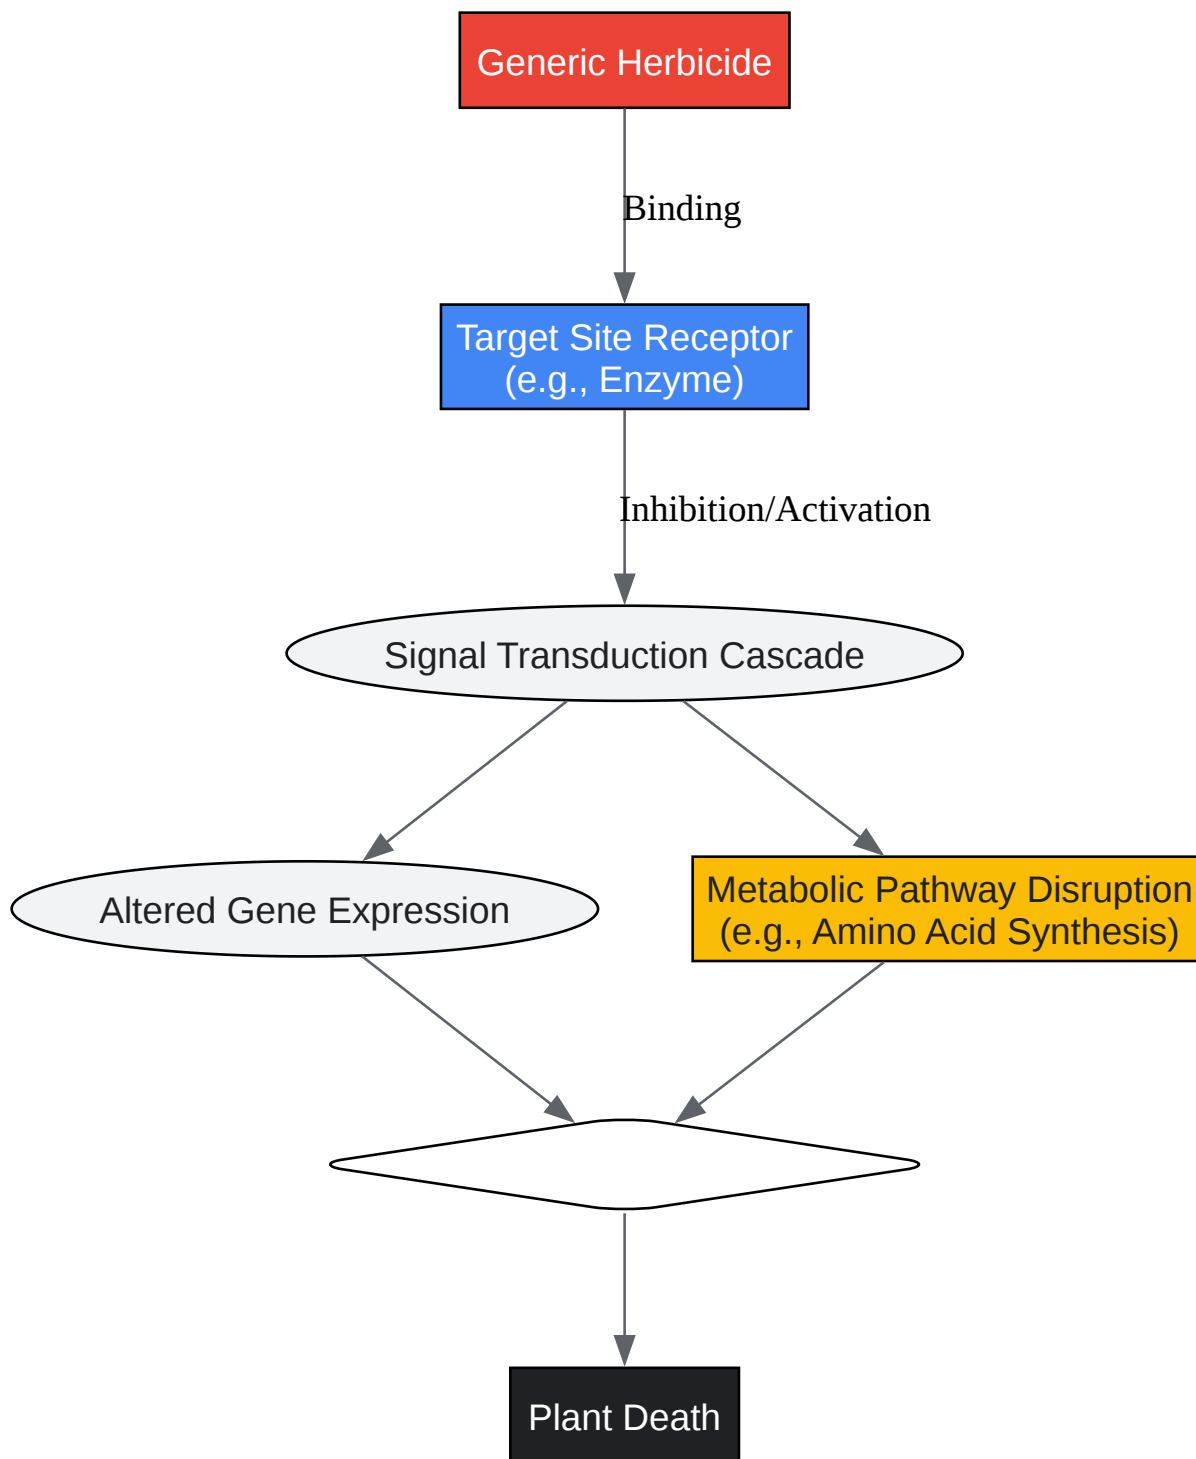 Generic Herbicide
Binding
Target Site Receptor
(e.g., Enzyme)
Inhibition/Activation
Signal Transduction Cascade
Altered Gene Expression
Metabolic Pathway Disruption
(e.g., Amino Acid Synthesis)
Plant Death